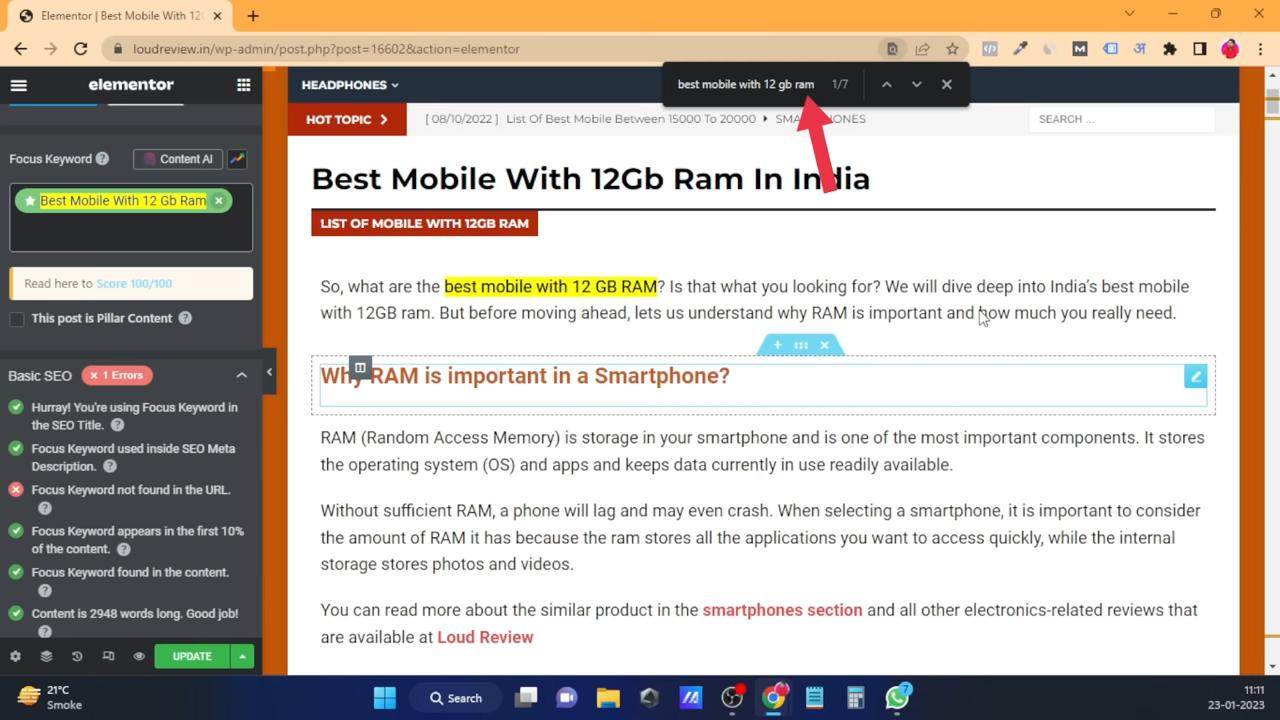 Elementor | Best Mobile With 12G
loudreview.in/wp-admin/post.php?post=16602&action=elementor
elementor
HEADPHONES
best mobile with 12 gb ram 1/7
HOT TOPIC
[ 08/10/2022 ] List Of Best Mobile Between 15000 To 20000 SMARTPHONES
SEARCH ...
Focus Keyword ? Content AI
Best Mobile With 12 Gb Ram
Read here to Score 100/100
This post is Pillar Content ?
Basic SEO 1 Errors
Hurray! You're using Focus Keyword in
the SEO Title. ?
Focus Keyword used inside SEO Meta
Description. ?
Focus Keyword not found in the URL.
?
Focus Keyword appears in the first 10%
of the content. ?
Focus Keyword found in the content.
?
Content is 2948 words long. Good job!
?
UPDATE
Best Mobile With 12Gb Ram In India
LIST OF MOBILE WITH 12GB RAM
So, what are the best mobile with 12 GB RAM? Is that what you looking for? We will dive deep into India's best mobile
with 12GB ram. But before moving ahead, lets us understand why RAM is important and how much you really need.
Why RAM is important in a Smartphone?
RAM (Random Access Memory) is storage in your smartphone and is one of the most important components. It stores
the operating system (OS) and apps and keeps data currently in use readily available.
Without sufficient RAM, a phone will lag and may even crash. When selecting a smartphone, it is important to consider
the amount of RAM it has because the ram stores all the applications you want to access quickly, while the internal
storage stores photos and videos.
You can read more about the similar product in the smartphones section and all other electronics-related reviews that
are available at Loud Review
21°C
Smoke
Search
7
11:11
23-01-2023